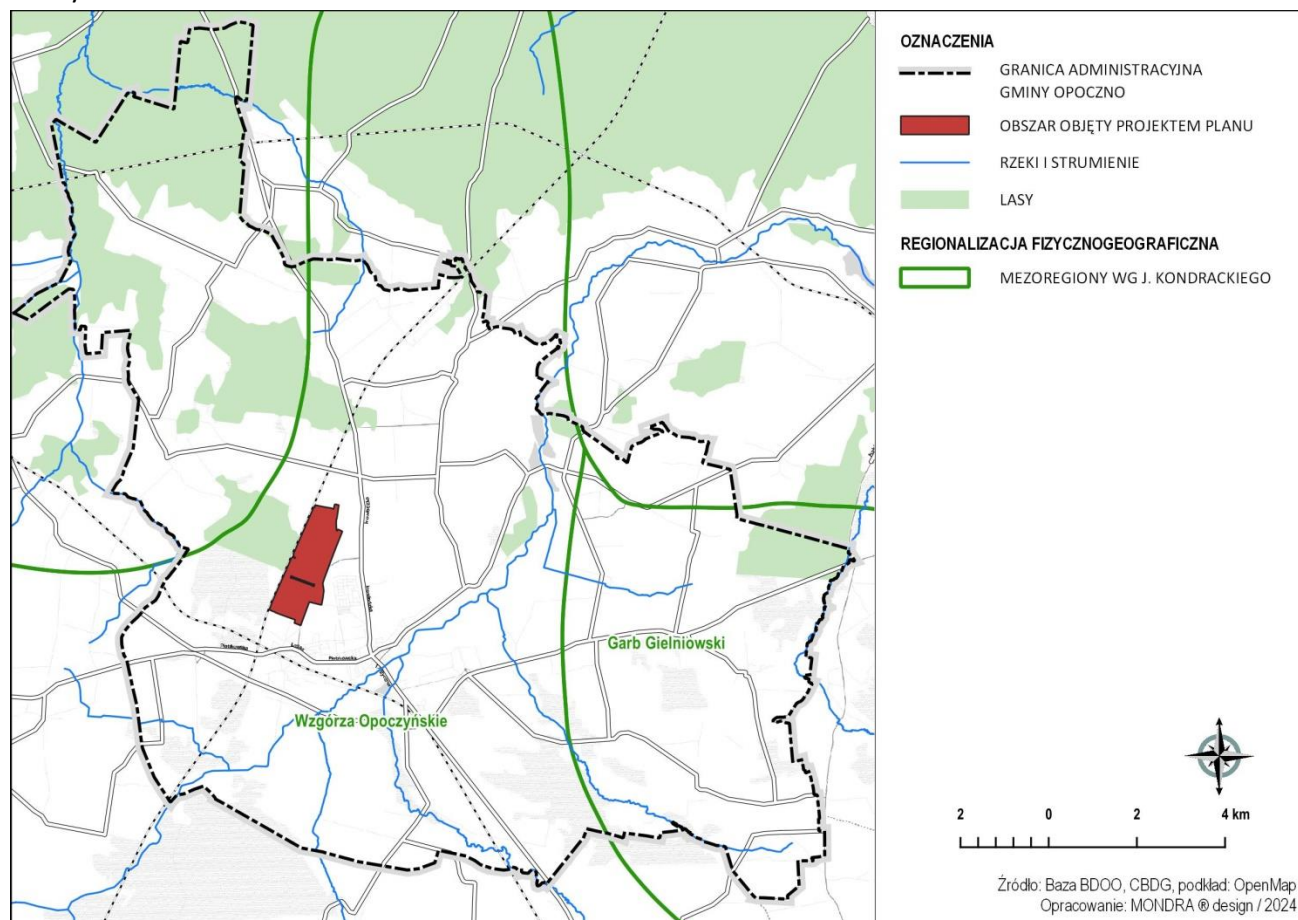 OZNACZENIA
GRANICA ADMINISTRACYJNA
GMINY OPOCZNO
OBSZAR OBJĘTY PROJEKTEM PLANU
RZEKI I STRUMIENIE
LASY
REGIONALIZACJA FIZYCZNOGEOGRAFICZNA
MEZOREGIONY WG J. KONDRACKIEGO
Garb Gielniowski
Wzgórza Opoczyńskie
2 0 2 4 km
Źródło: Baza BDOO, CBDG, podkład: OpenMap
Opracowanie: MONDRA ® design / 2024